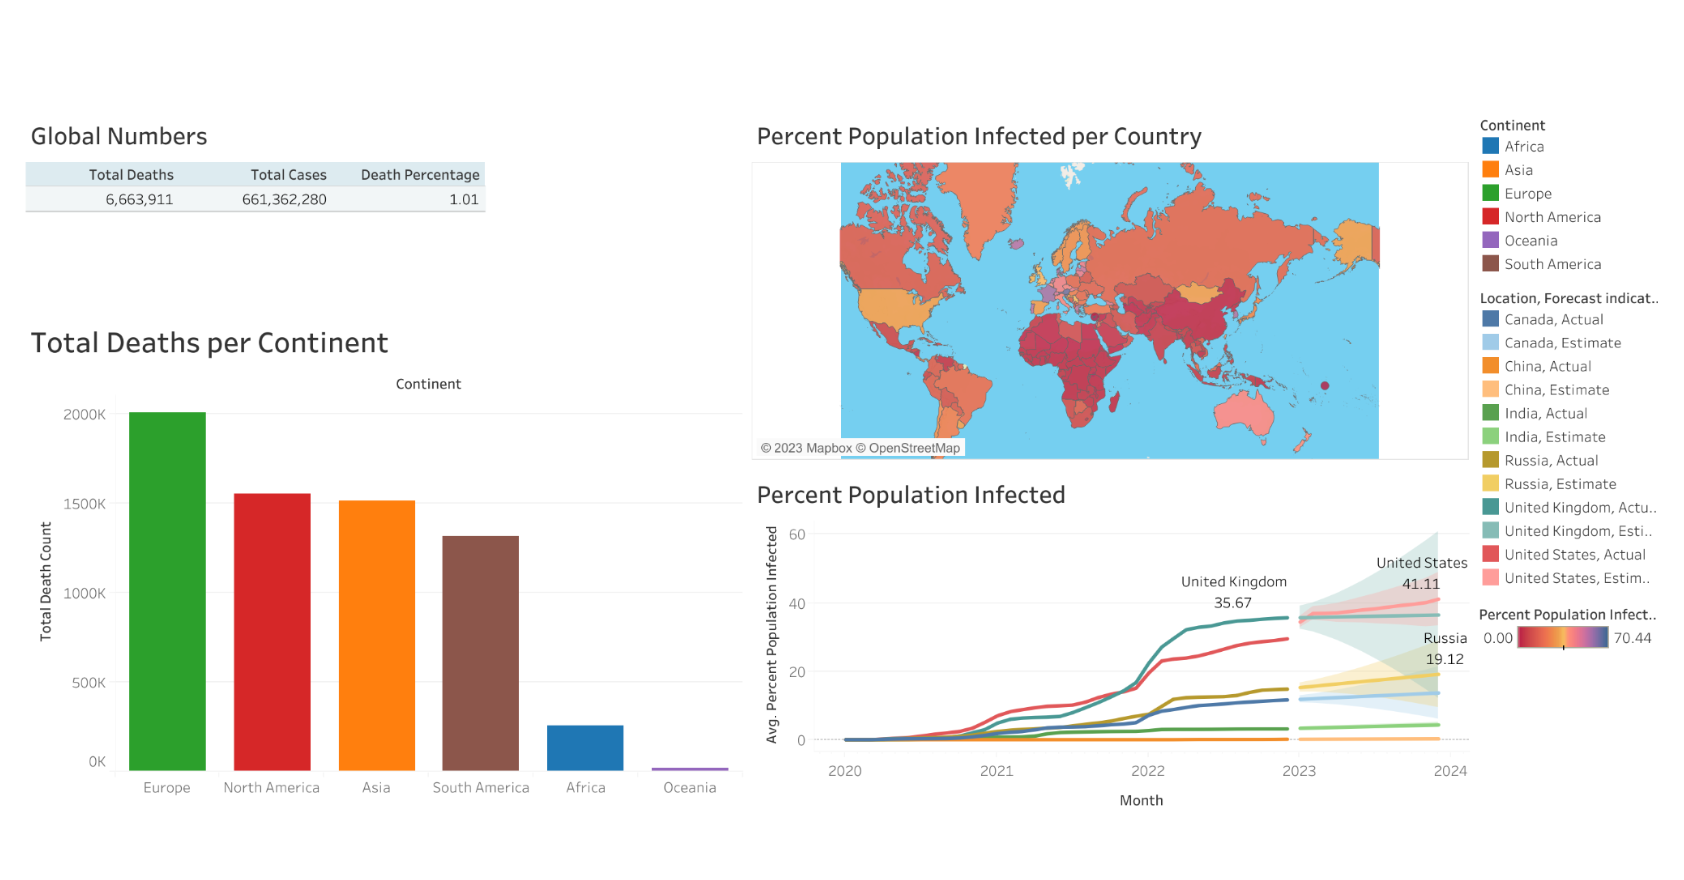 Global Numbers
Total Deaths Total Cases Death Percentage
6,663,911 661,362,280 1.01
Total Deaths per Continent
Continent
Total Death Count
2000K
1500K
1000K
500K
0K
Europe North America Asia South America Africa Oceania
Percent Population Infected per Country
© 2023 Mapbox © OpenStreetMap
Percent Population Infected
Avg. Percent Population Infected
60
40
20
0
United Kingdom
35.67
United States
41.11
Russia
19.12
2020 2021 2022 2023 2024
Month
Continent
Africa
Asia
Europe
North America
Oceania
South America
Location, Forecast indicat..
Canada, Actual
Canada, Estimate
China, Actual
China, Estimate
India, Actual
India, Estimate
Russia, Actual
Russia, Estimate
United Kingdom, Actu..
United Kingdom, Esti..
United States, Actual
United States, Estim..
Percent Population Infect..
0.00 70.44